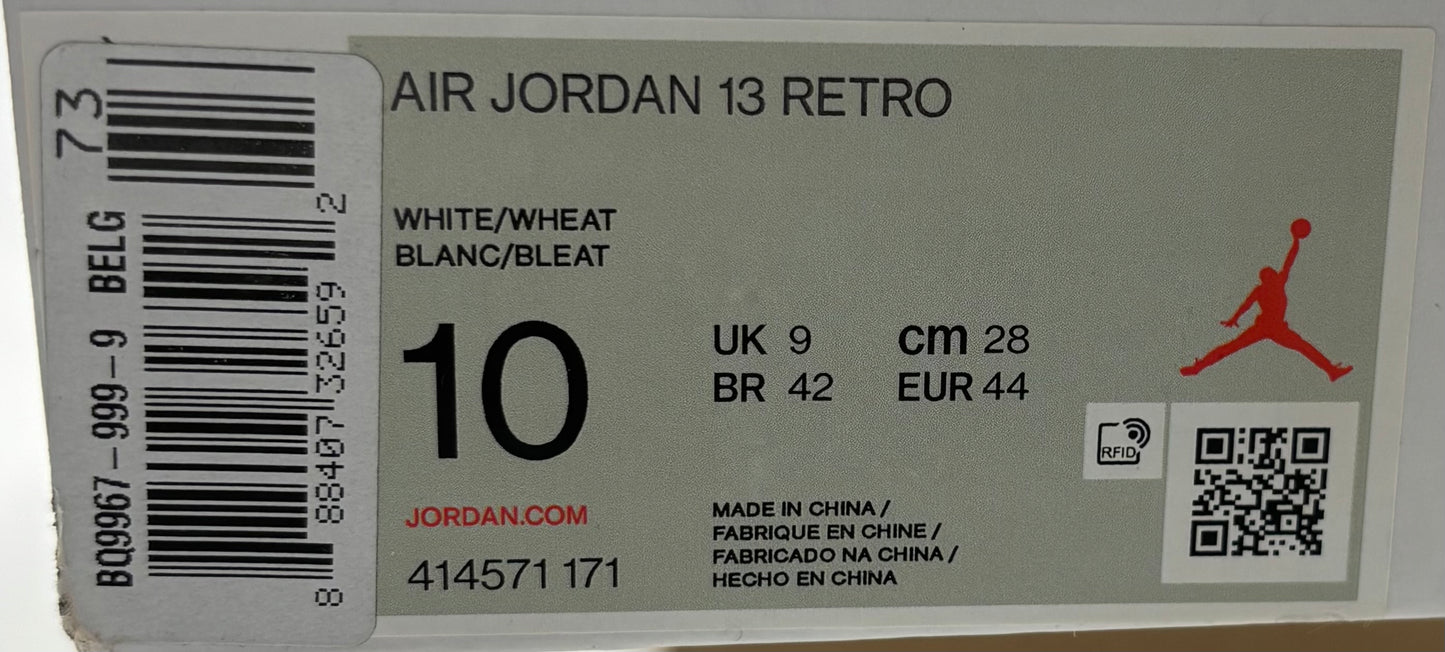 AIR JORDAN 13 RETRO
WHITE/WHEAT
BLANC/BLEAT
10
UK 9 cm 28
BR 42 EUR 44
RFID
JORDAN.COM
414571 171
MADE IN CHINA /
FABRIQUE EN CHINE /
FABRICADO NA CHINA /
HECHO EN CHINA
BQ9967-999-9 BELG 73
8 88407 32659 2